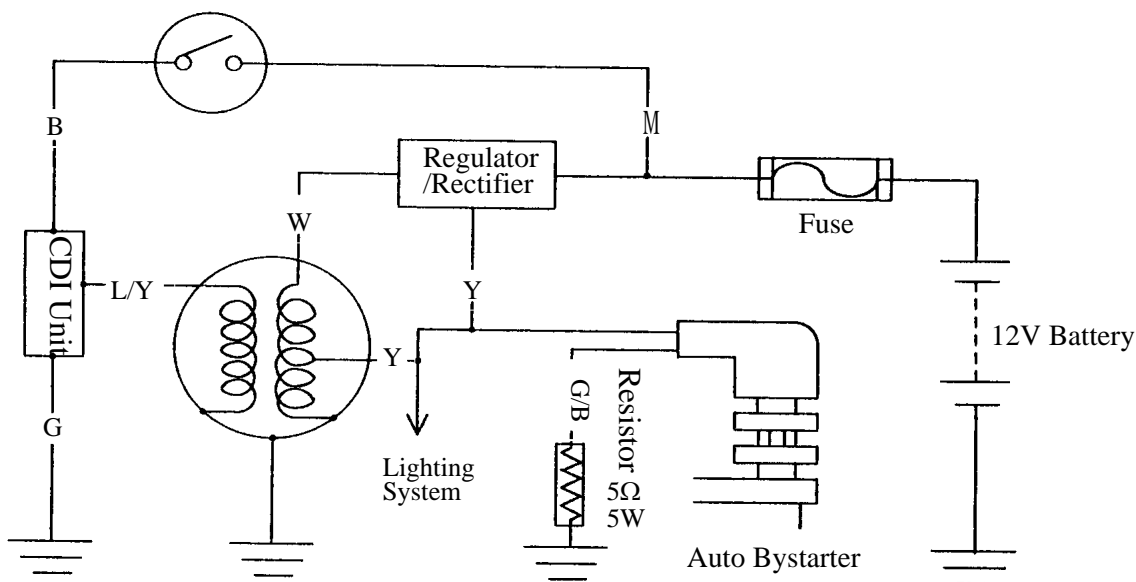 B
M
Regulator
/Rectifier
Fuse
W
CDI Unit
L/Y
Y
Y
12V Battery
G
G/B
Resistor
5Ω
5W
Lighting
System
Auto Bystarter